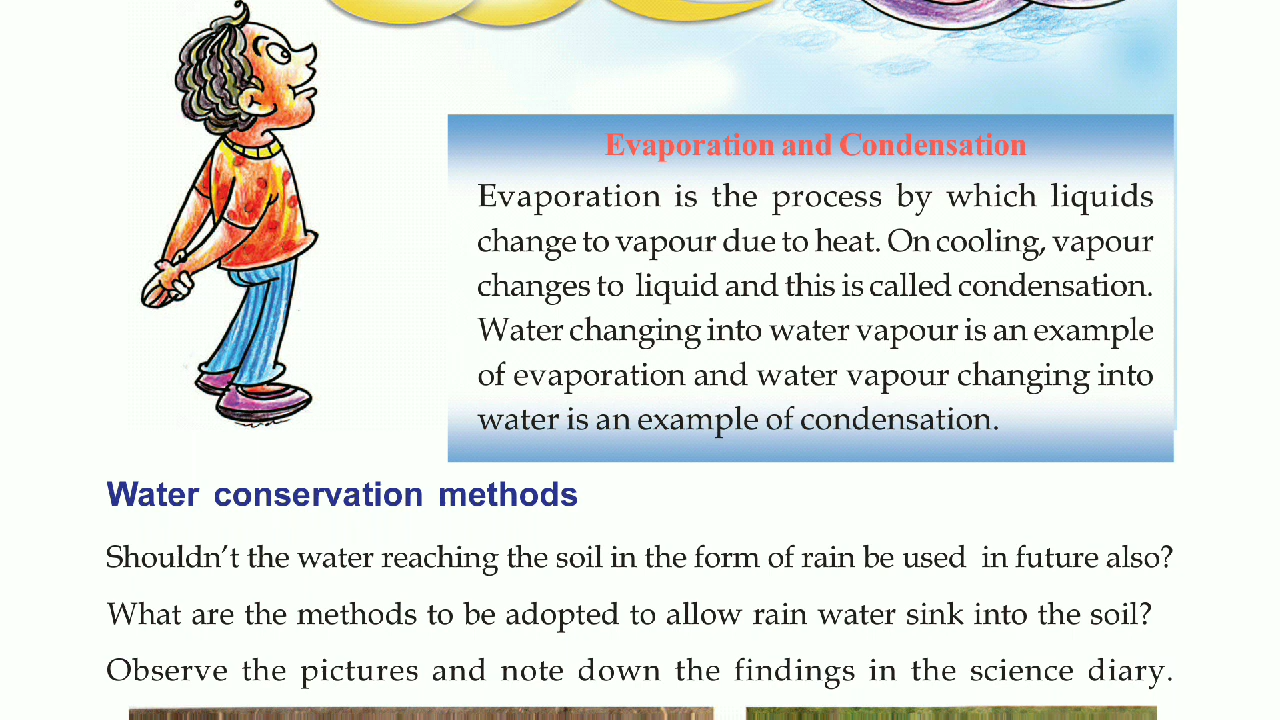 Evaporation and Condensation
Evaporation is the process by which liquids
change to vapour due to heat. On cooling, vapour
changes to liquid and this is called condensation.
Water changing into water vapour is an example
of evaporation and water vapour changing into
water is an example of condensation.
Water conservation methods
Shouldn't the water reaching the soil in the form of rain be used in future also?
What are the methods to be adopted to allow rain water sink into the soil?
Observe the pictures and note down the findings in the science diary.